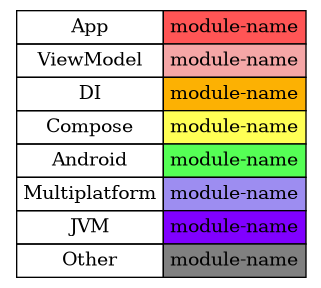 App module-name
ViewModel module-name
DI module-name
Compose module-name
Android module-name
Multiplatform module-name
JVM module-name
Other module-name